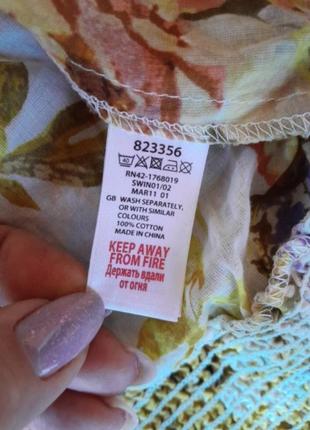 823356
40
RN42-1768019
SWIN01/02
MAR11 01
GB WASH SEPARATELY,
OR WITH SIMILAR
COLOURS
100% COTTON
MADE IN CHINA
KEEP AWAY
FROM FIRE
Держать вдали
от огня